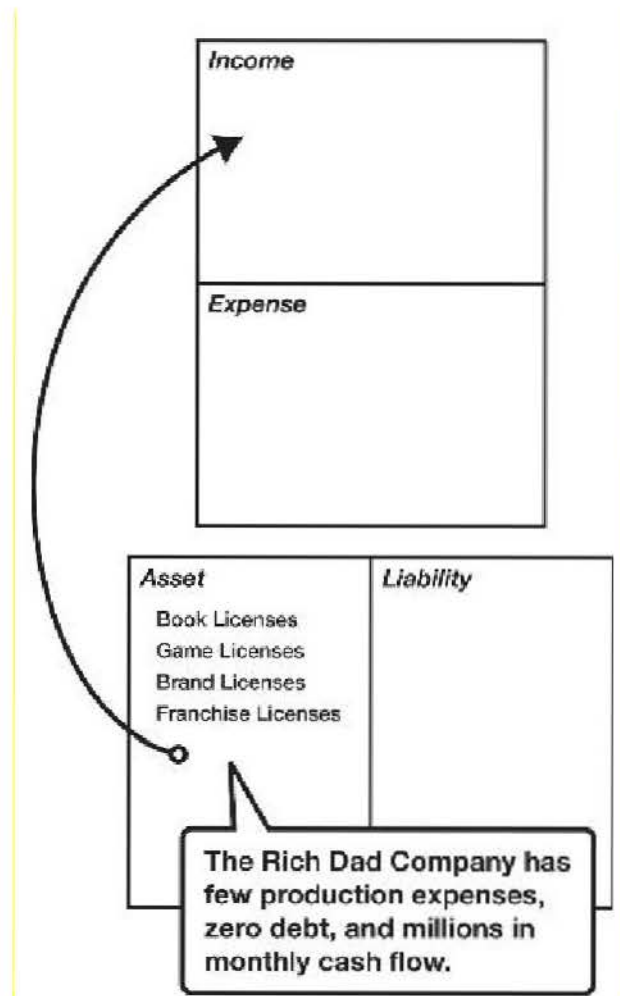 Income
Expense
Asset
Liability
Book Licenses
Game Licenses
Brand Licenses
Franchise Licenses
The Rich Dad Company has
few production expenses,
zero debt, and millions in
monthly cash flow.